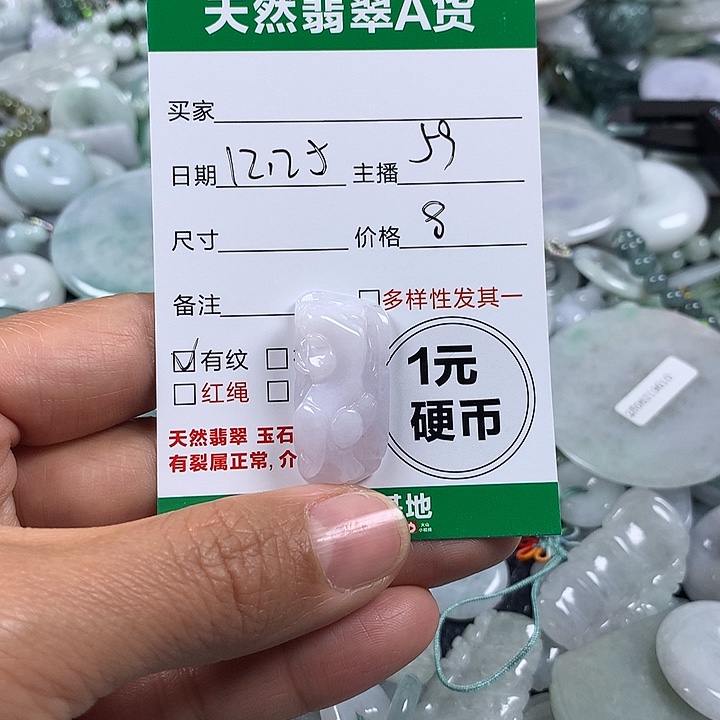 天然翡翠A货
买家
日期 12.25 主播 59
尺寸 价格 8
备注 多样性发其一
有纹
红绳
1元
硬币
天然翡翠 玉石
有裂属正常, 介
基地